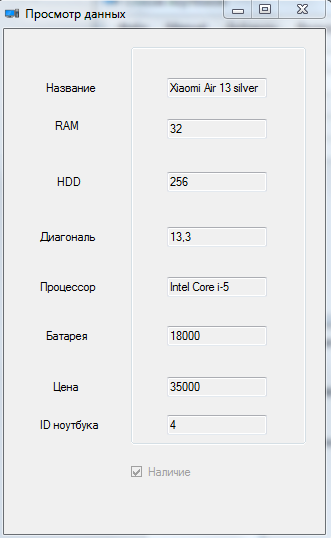 Просмотр данных
Название Xiaomi Air 13 silver
RAM 32
HDD 256
Диагональ 13,3
Процессор Intel Core i-5
Батарея 18000
Цена 35000
ID ноутбука 4
Наличие